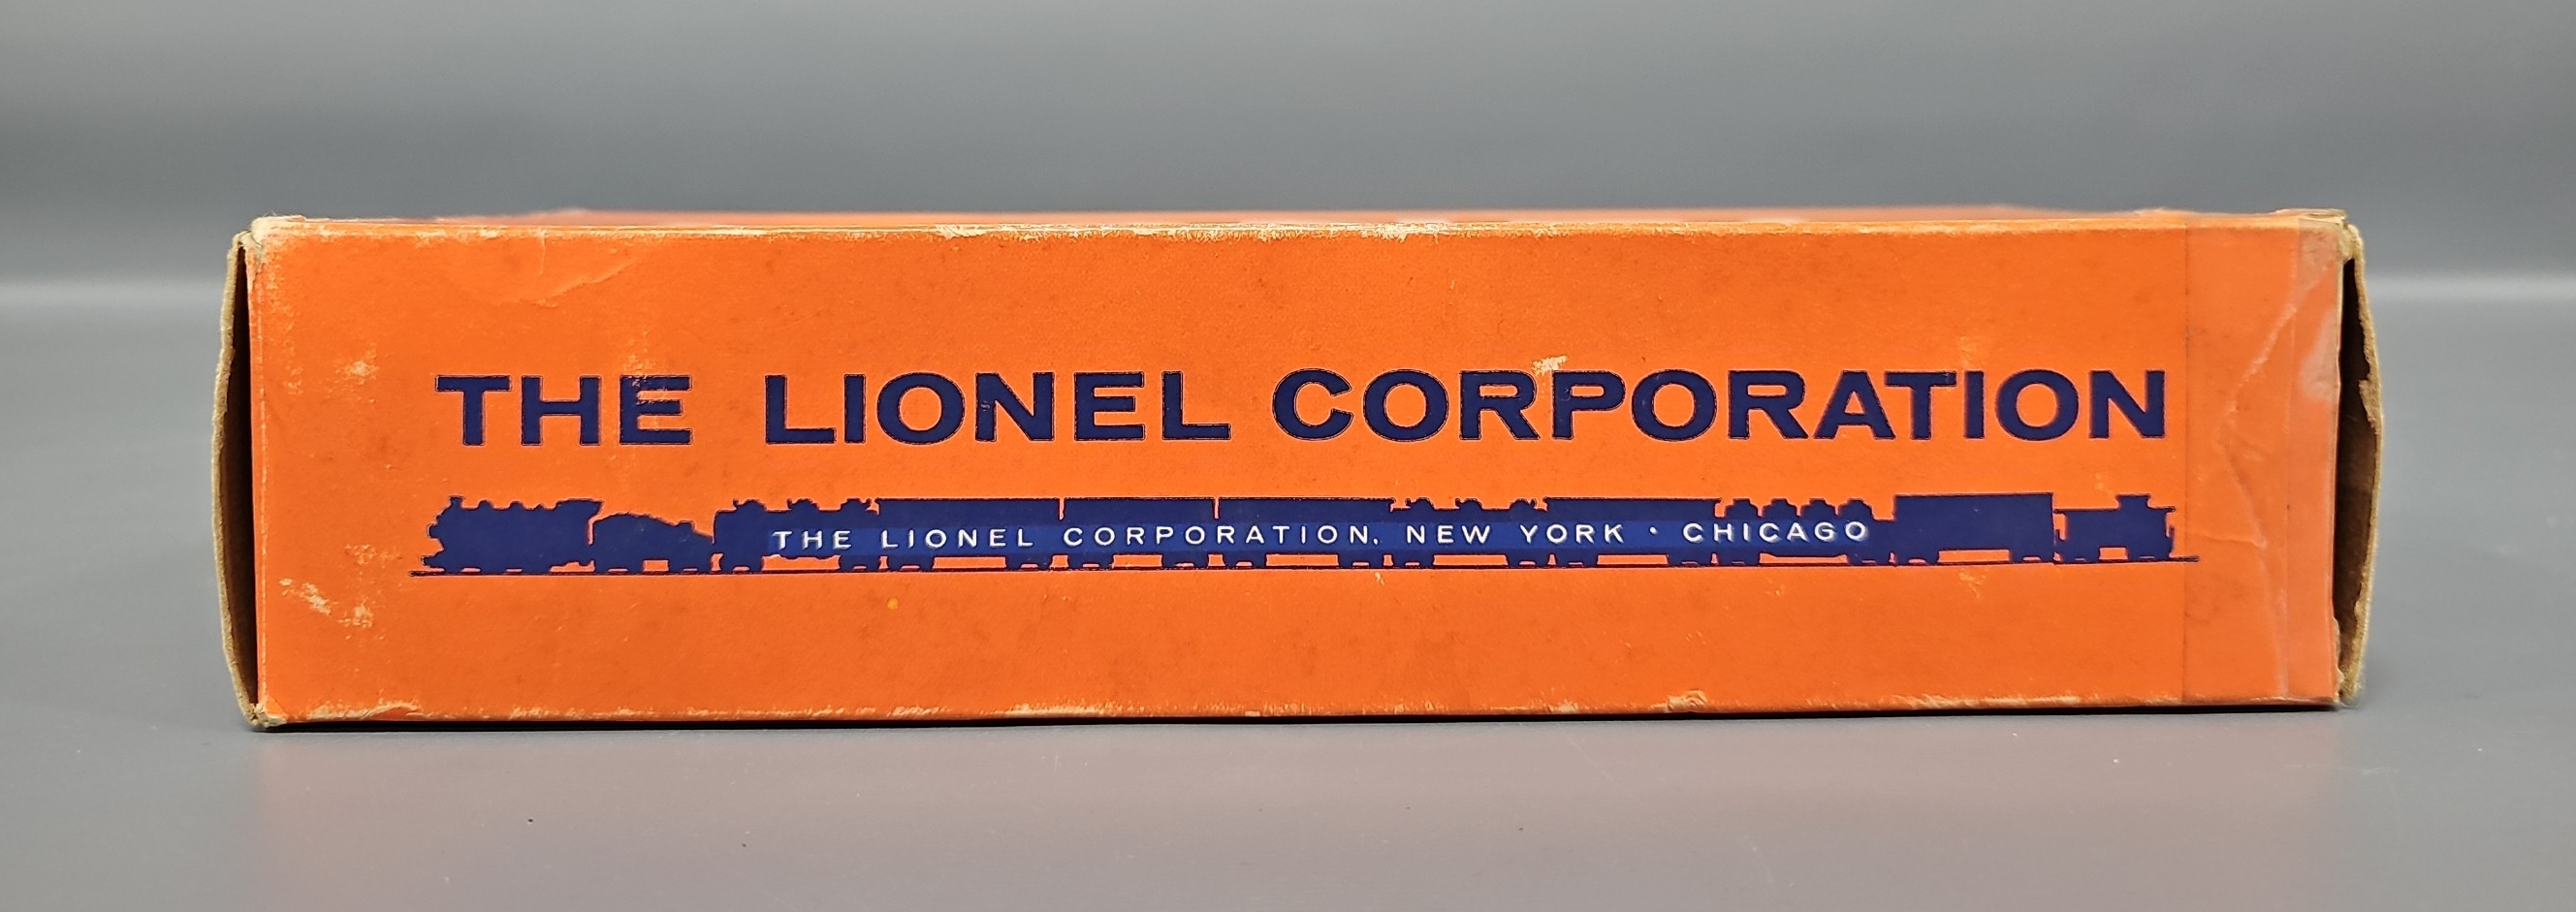 THE LIONEL CORPORATION
THE LIONEL CORPORATION, NEW YORK · CHICAGO